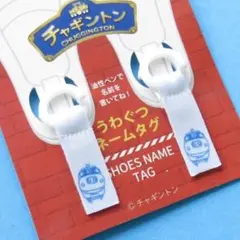 チャギントン
CHUGGINGTON
油性ペンで
名前を
書いてね!
うわぐつ
ネームタグ
SHOES NAME
TAG
©チャギントン